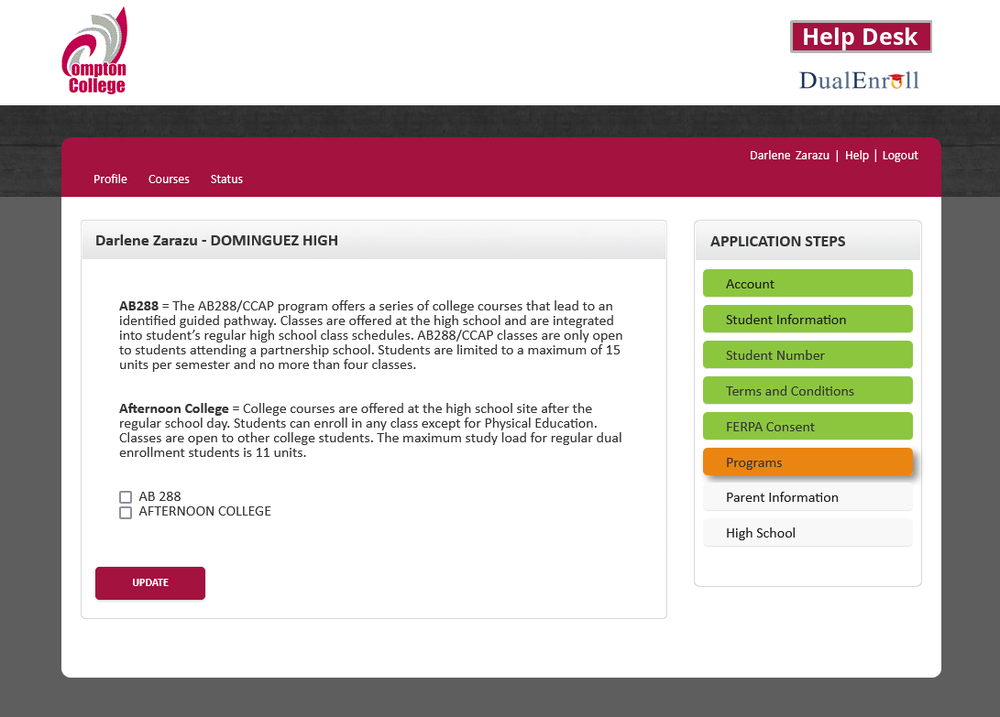 Compton
College
Help Desk
DualEnroll
Darlene Zarazu | Help | Logout
Profile Courses Status
Darlene Zarazu - DOMINGUEZ HIGH
AB288 = The AB288/CCAP program offers a series of college courses that lead to an
identified guided pathway. Classes are offered at the high school and are integrated
into student’s regular high school class schedules. AB288/CCAP classes are only open
to students attending a partnership school. Students are limited to a maximum of 15
units per semester and no more than four classes.
Afternoon College = College courses are offered at the high school site after the
regular school day. Students can enroll in any class except for Physical Education.
Classes are open to other college students. The maximum study load for regular dual
enrollment students is 11 units.
AB 288
AFTERNOON COLLEGE
UPDATE
APPLICATION STEPS
Account
Student Information
Student Number
Terms and Conditions
FERPA Consent
Programs
Parent Information
High School